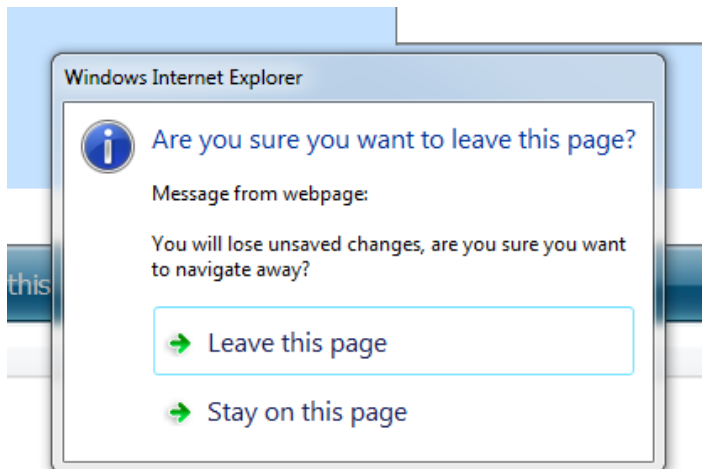 Windows Internet Explorer
Are you sure you want to leave this page?
Message from webpage:
You will lose unsaved changes, are you sure you want
to navigate away?
this
Leave this page
Stay on this page